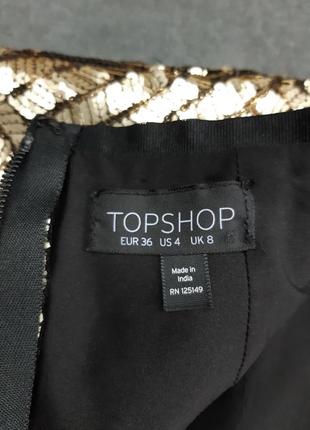 TOPSHOP
EUR 36 US 4 UK 8
Made in
India
RN 125149